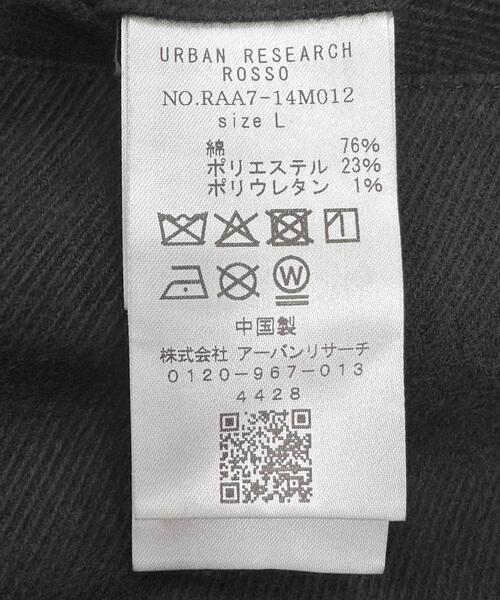 URBAN RESEARCH
ROSSO
NO.RAA7-14M012
size L
綿 76%
ポリエステル 23%
ポリウレタン 1%
W
中国製
株式会社 アーバンリサーチ
0120-967-013
4428